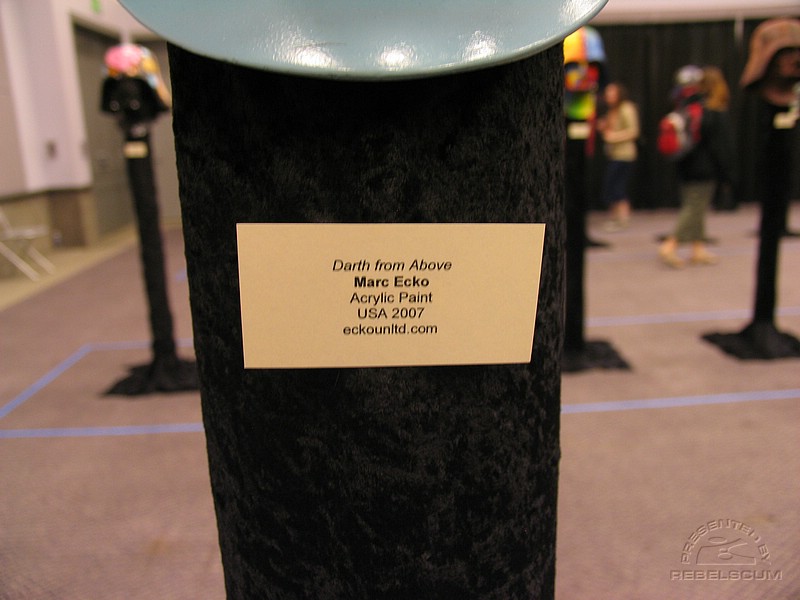 Darth from Above
Marc Ecko
Acrylic Paint
USA 2007
eckounltd.com
PRESENTED BY
REBELSCUM